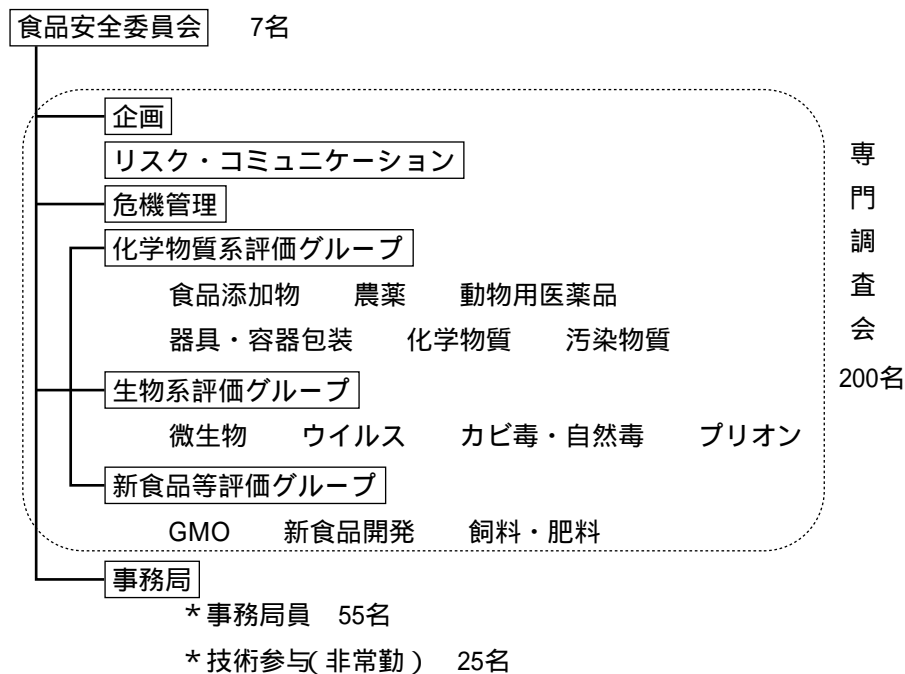 食品安全委員会 7名
企画
リスク・コミュニケーション
危機管理
化学物質系評価グループ
食品添加物 農薬 動物用医薬品
器具・容器包装 化学物質 汚染物質
生物系評価グループ
微生物 ウイルス カビ毒・自然毒 プリオン
新食品等評価グループ
GMO 新食品開発 飼料・肥料
専門調査会
200名
事務局
*事務局員 55名
*技術参与(非常勤) 25名